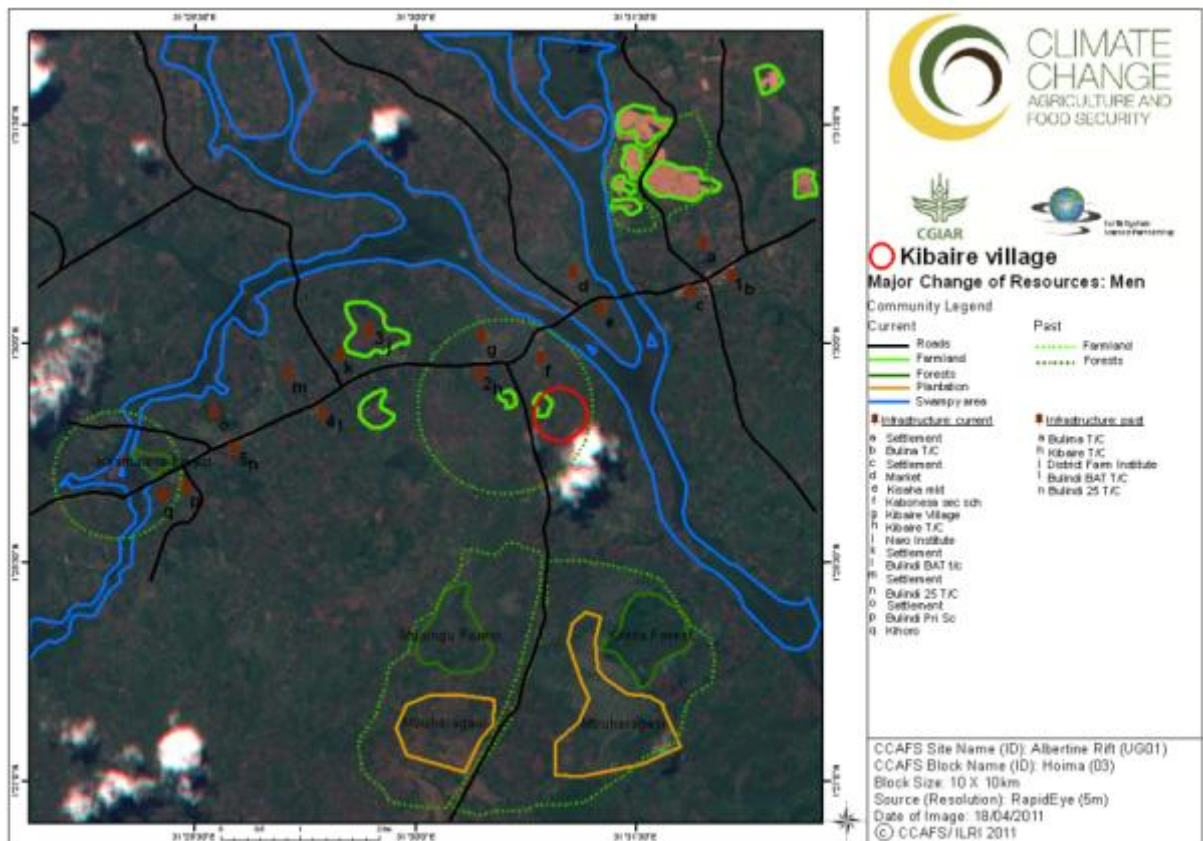 CLIMATE
CHANGE
AGRICULTURE AND
FOOD SECURITY
CGIAR
Kibaire village
Major Change of Resources: Men
Community Legend
Current
Roads
Farmland
Forests
Plantation
Swampy area
Past
Farmland
Forests
Infrastructure: current
a Settlement
b Bulina T/C
c Settlement
d Market
e Kisaha mkt
f Kabonesa sec sch
g Kibaire Village
h Kibaire T/C
j Naro Institute
k Settlement
l Bulindi BAT t/c
m Settlement
n Bulindi 25 T/C
o Settlement
p Bulindi Pri Sc
q Kihoro
Infrastructure: past
a Bulima T/C
h Kibaire T/C
j District Farm Institute
l Bulindi BAT T/C
n Bulindi 25 T/C
CCAFS Site Name (ID): Albertine Rift (UG01)
CCAFS Block Name (ID): Hoima (03)
Block Size: 10 X 10km
Source (Resolution): RapidEye (5m)
Date of Image: 18/04/2011
© CCAFS/ILRI 2011
a
b
c
d
e
f
g
h
k
m
q
Forest
Forest